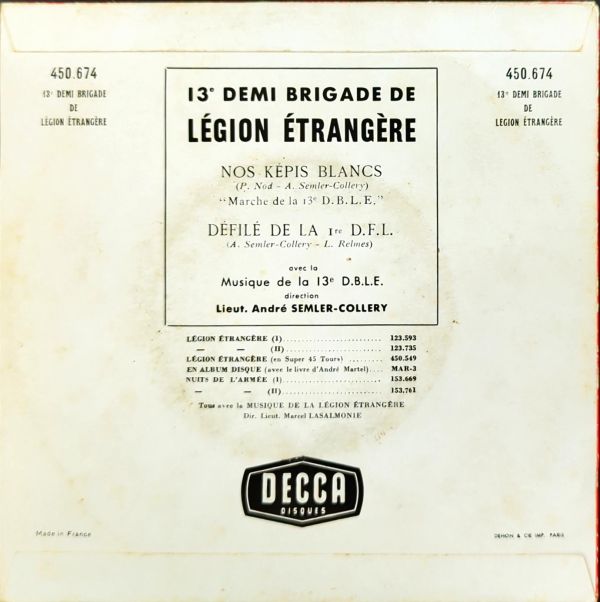 450.674
13e DEMI BRIGADE
DE
LÉGION ÉTRANGÈRE
450.674
13e DEMI BRIGADE
DE
LÉGION ÉTRANGÈRE
13e DEMI BRIGADE DE
LÉGION ÉTRANGÈRE
NOS KÉPIS BLANCS
(P. Nod - A. Semler-Collery)
"Marche de la 13e D.B.L.E."
DÉFILÉ DE LA 1re D.F.L.
(A. Semler-Collery - L. Relmes)
avec la
Musique de la 13e D.B.L.E.
direction
Lieut. André SEMLER-COLLERY
LÉGION ÉTRANGÈRE (I) ........................ 123.593
— — (II) ........................ 123.735
LÉGION ÉTRANGÈRE (en Super 45 Tours) ......... 450.549
EN ALBUM DISQUE (avec le livre d'André Martel).... MAR-3
NUITS DE L'ARMÉE (I) ........................ 153.669
— — (II) ........................ 153.761
Tous avec la MUSIQUE DE LA LÉGION ÉTRANGÈRE
Dir. Lieut. Marcel LASALMONIE
DECCA
DISQUES
Made in France
DEHON & CIE IMP. PARIS